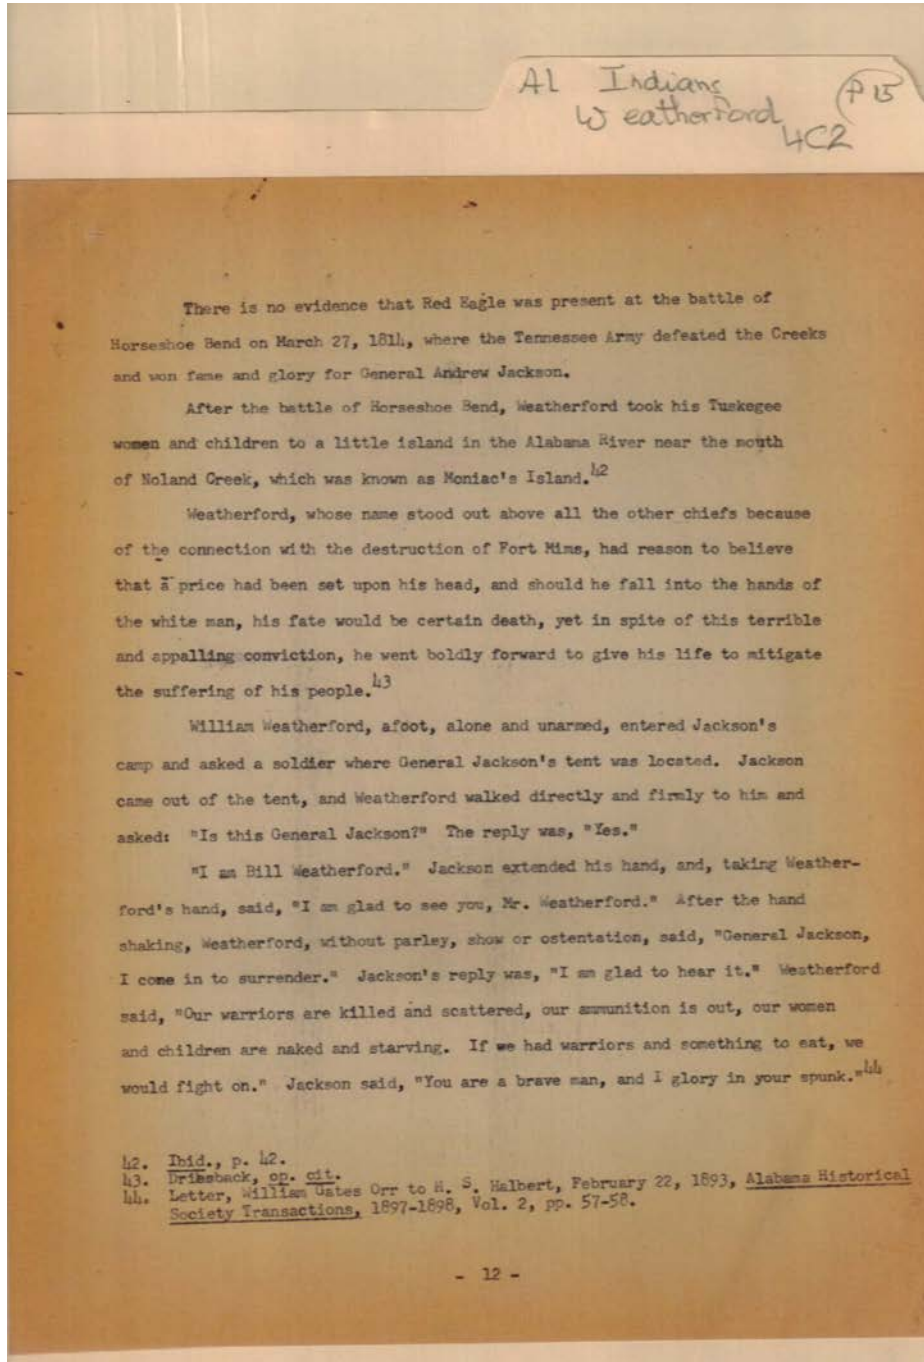 Al Indians
Weatherford
P 15
4C2
There is no evidence that Red Eagle was present at the battle of
Horseshoe Bend on March 27, 1814, where the Tennessee Army defeated the Creeks
and won fame and glory for General Andrew Jackson.
After the battle of Horseshoe Bend, Weatherford took his Tuskegee
women and children to a little island in the Alabama River near the mouth
of Noland Creek, which was known as Moniac's Island.42
Weatherford, whose name stood out above all the other chiefs because
of the connection with the destruction of Fort Mims, had reason to believe
that a price had been set upon his head, and should he fall into the hands of
the white man, his fate would be certain death, yet in spite of this terrible
and appalling conviction, he went boldly forward to give his life to mitigate
the suffering of his people.43
William Weatherford, afoot, alone and unarmed, entered Jackson's
camp and asked a soldier where General Jackson's tent was located. Jackson
came out of the tent, and Weatherford walked directly and firmly to him and
asked: "Is this General Jackson?" The reply was, "Yes."
"I am Bill Weatherford." Jackson extended his hand, and, taking Weather-
ford's hand, said, "I am glad to see you, Mr. Weatherford." After the hand
shaking, Weatherford, without parley, show or ostentation, said, "General Jackson,
I come in to surrender." Jackson's reply was, "I am glad to hear it." Weatherford
said, "Our warriors are killed and scattered, our ammunition is out, our women
and children are naked and starving. If we had warriors and something to eat, we
would fight on." Jackson said, "You are a brave man, and I glory in your spunk."44
42. Ibid., p. 42.
43. Driesback, op. cit.
44. Letter, William Gates Orr to H. S. Halbert, February 22, 1893, Alabama Historical
Society Transactions, 1897-1898, Vol. 2, pp. 57-58.
- 12 -